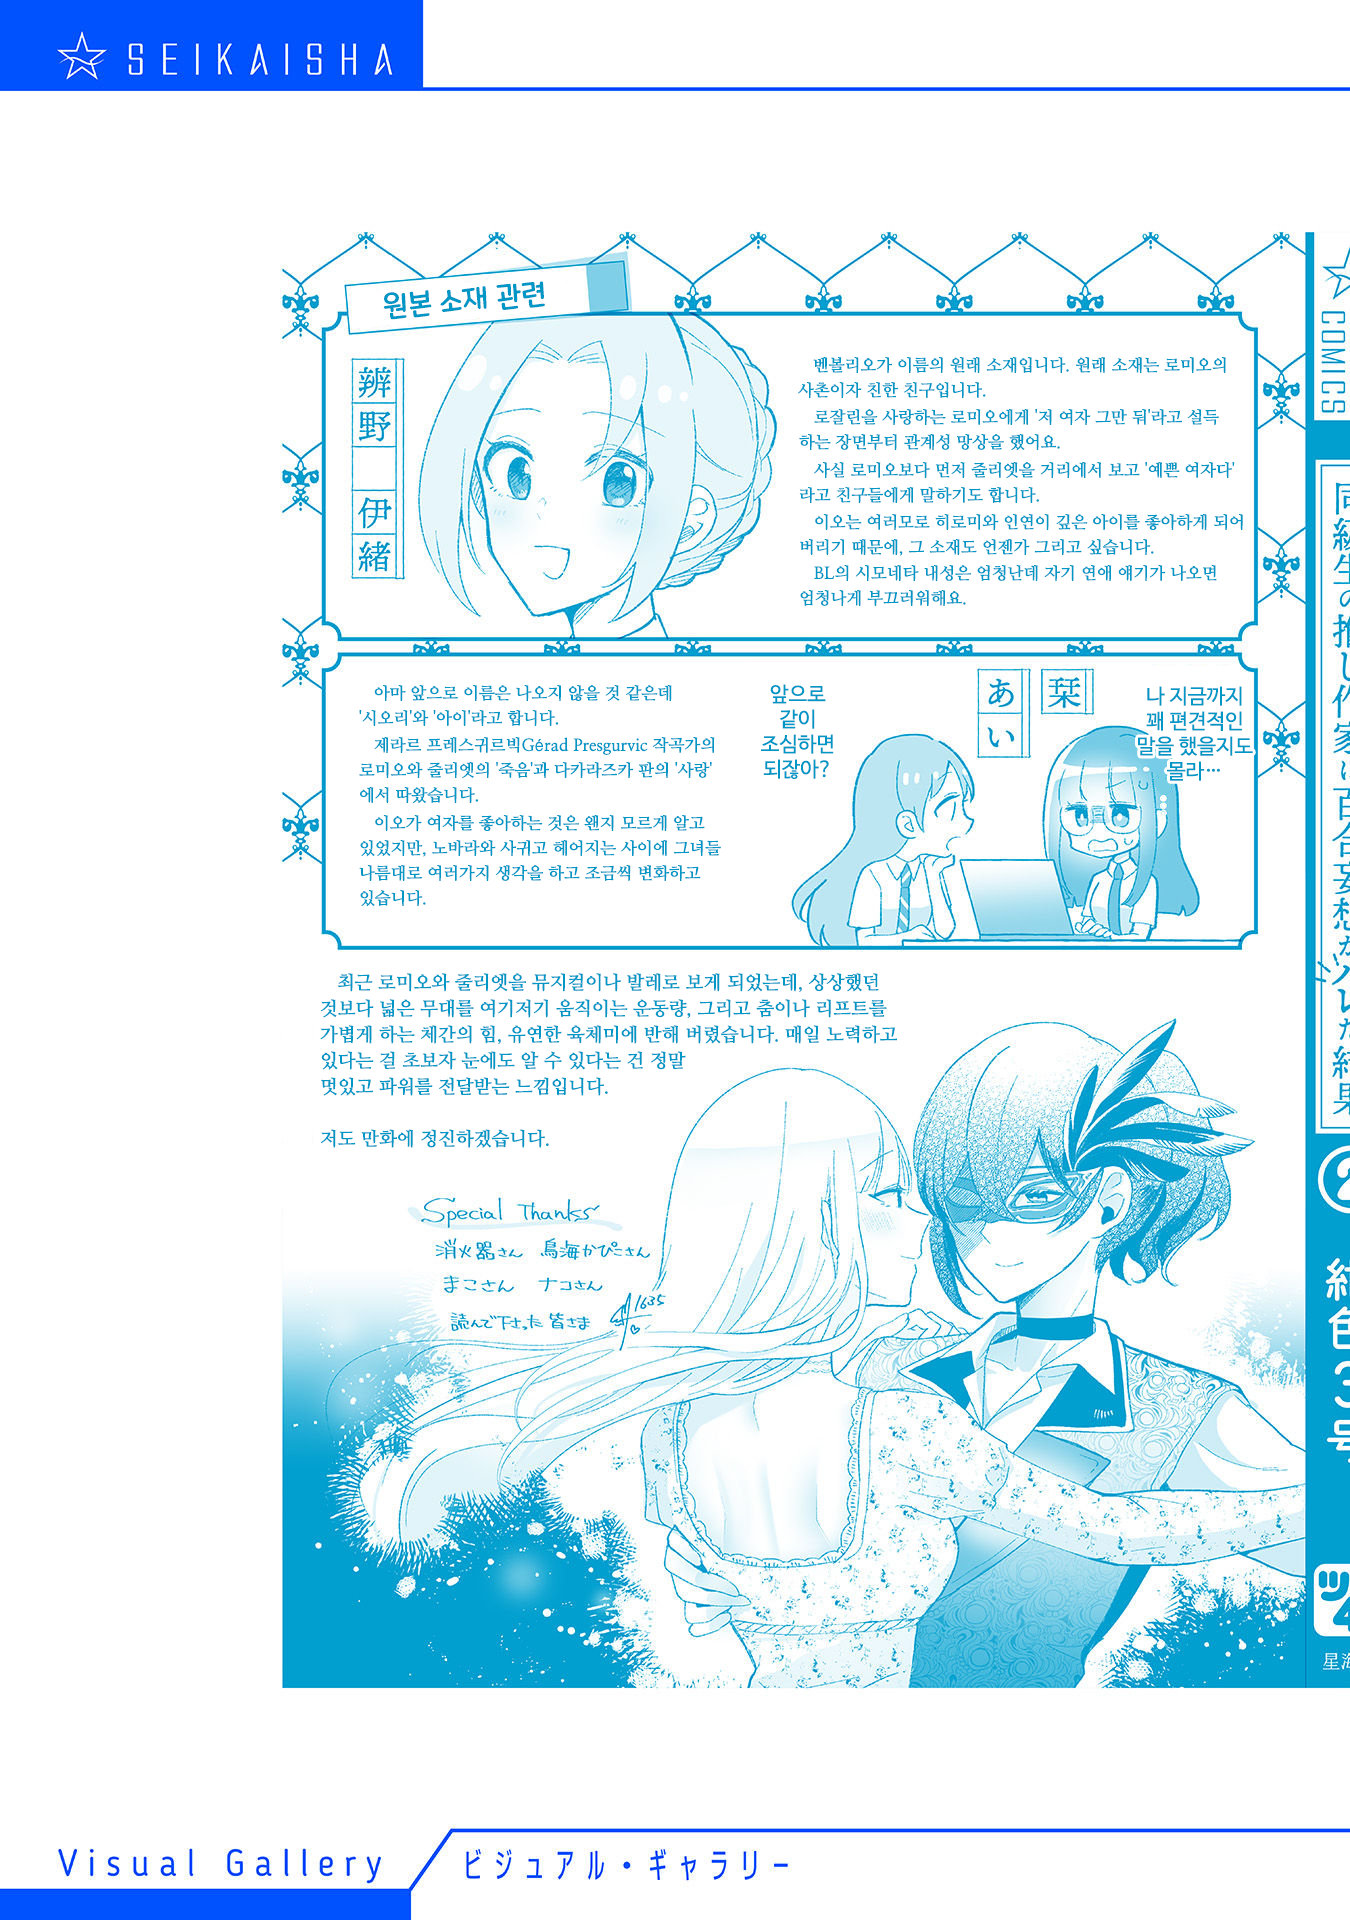 SEIKAISHA
원본 소재 관련
辨野 伊緒
벤볼리오가 이름의 원래 소재입니다. 원래 소재는 로미오의
사촌이자 친한 친구입니다.
로잘린을 사랑하는 로미오에게 '저 여자 그만 둬'라고 설득
하는 장면부터 관계성 망상을 했어요.
사실 로미오보다 먼저 줄리엣을 거리에서 보고 '예쁜 여자다'
라고 친구들에게 말하기도 합니다.
이오는 여러모로 히로미와 인연이 깊은 아이를 좋아하게 되어
버리기 때문에, 그 소재도 언젠가 그리고 싶습니다.
BL의 시모네타 내성은 엄청난데 자기 연애 얘기가 나오면
엄청나게 부끄러워해요.
아마 앞으로 이름은 나오지 않을 것 같은데
'시오리'와 '아이'라고 합니다.
제라르 프레스귀르빅Gérad Presgurvic 작곡가의
로미오와 줄리엣의 '죽음'과 다카라즈카 판의 '사랑'
에서 따왔습니다.
이오가 여자를 좋아하는 것은 왠지 모르게 알고
있었지만, 노바라와 사귀고 헤어지는 사이에 그녀들
나름대로 여러가지 생각을 하고 조금씩 변화하고
있습니다.
앞으로
같이
조심하면
되잖아?
あい
栞
나 지금까지
꽤 편견적인
말을 했을지도
몰라…
최근 로미오와 줄리엣을 뮤지컬이나 발레로 보게 되었는데, 상상했던
것보다 넓은 무대를 여기저기 움직이는 운동량, 그리고 춤이나 리프트를
가볍게 하는 체간의 힘, 유연한 육체미에 반해 버렸습니다. 매일 노력하고
있다는 걸 초보자 눈에도 알 수 있다는 건 정말
멋있고 파워를 전달받는 느낌입니다.
저도 만화에 정진하겠습니다.
Special Thanks
消火器さん 鳥海かぴこさん
まこさん ナコさん
読んで下さった皆さま
1635
COMICS
同級生の推し作家に百合妄想がバレた結果
2
紅色3号
星海
Visual Gallery
ビジュアル・ギャラリー